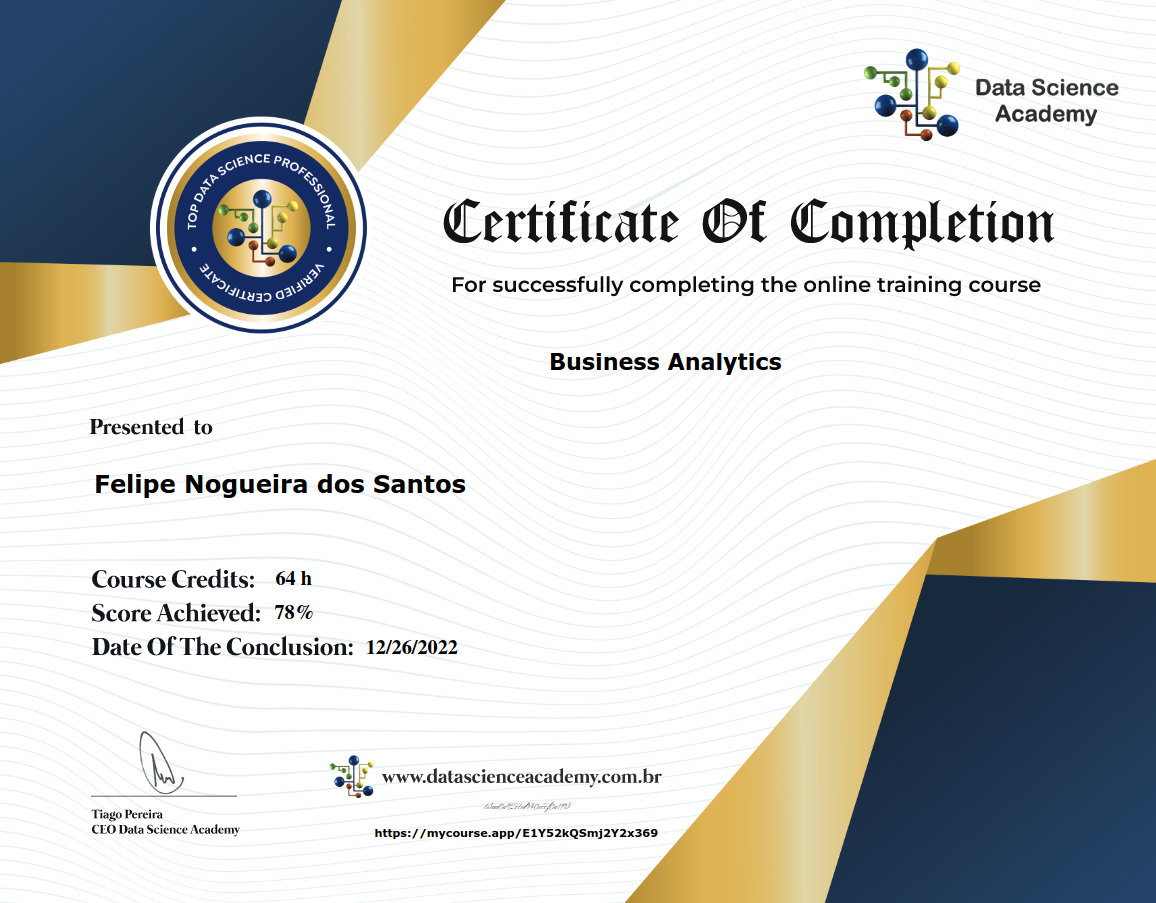 Data Science
Academy
TOP DATA SCIENCE PROFESSIONAL
VERIFIED CERTIFICATE
Certificate Of Completion
For successfully completing the online training course
Business Analytics
Presented to
Felipe Nogueira dos Santos
Course Credits: 64 h
Score Achieved: 78%
Date Of The Conclusion: 12/26/2022
www.datascienceacademy.com.br
Tiago Pereira
CEO Data Science Academy
https://mycourse.app/E1Y52kQSmj2Y2x369